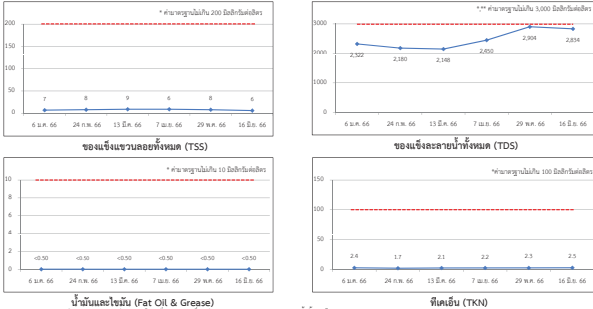 * ค่ามาตรฐานไม่เกิน 200 มิลลิกรัมต่อลิตร
200
150
100
50
0
7 8 9 6 8 6
6 ม.ค. 66 24 ก.พ. 66 13 มี.ค. 66 7 เม.ย. 66 29 พ.ค. 66 16 มิ.ย. 66
ของแข็งแขวนลอยทั้งหมด (TSS)
*,** ค่ามาตรฐานไม่เกิน 3,000 มิลลิกรัมต่อลิตร
3000
2000
1000
0
2,322 2,180 2,148 2,450 2,904 2,834
6 ม.ค. 66 24 ก.พ. 66 13 มี.ค. 66 7 เม.ย. 66 29 พ.ค. 66 16 มิ.ย. 66
ของแข็งละลายน้ำทั้งหมด (TDS)
* ค่ามาตรฐานไม่เกิน 10 มิลลิกรัมต่อลิตร
10
8
6
4
2
0
<0.50 <0.50 <0.50 <0.50 <0.50 <0.50
6 ม.ค. 66 24 ก.พ. 66 13 มี.ค. 66 7 เม.ย. 66 29 พ.ค. 66 16 มิ.ย. 66
น้ำมันและไขมัน (Fat Oil & Grease)
*ค่ามาตรฐานไม่เกิน 100 มิลลิกรัมต่อลิตร
150
100
50
0
2.4 1.7 2.1 2.2 2.3 2.5
6 ม.ค. 66 24 ก.พ. 66 13 มี.ค. 66 7 เม.ย. 66 29 พ.ค. 66 16 มิ.ย. 66
ทีเคเอ็น (TKN)